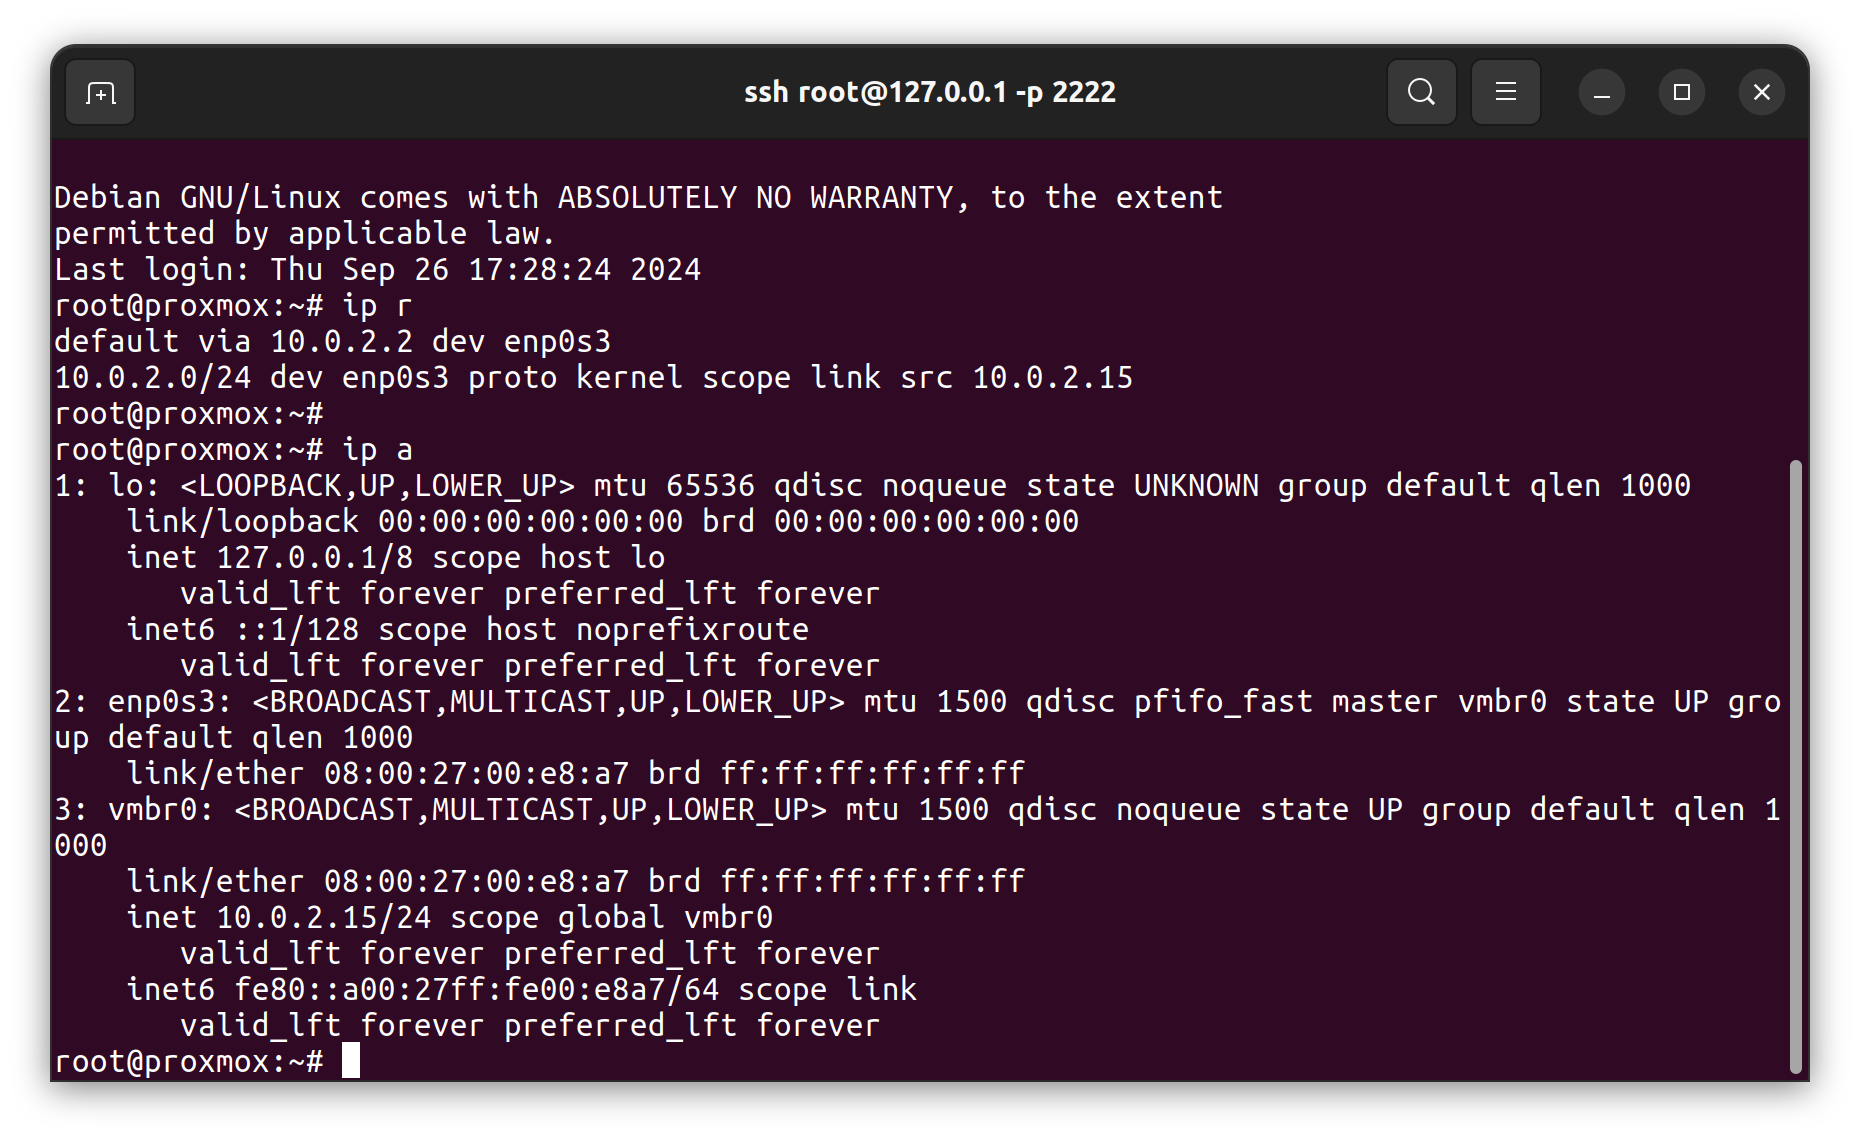 ssh root@127.0.0.1 -p 2222
Debian GNU/Linux comes with ABSOLUTELY NO WARRANTY, to the extent
permitted by applicable law.
Last login: Thu Sep 26 17:28:24 2024
root@proxmox:~# ip r
default via 10.0.2.2 dev enp0s3
10.0.2.0/24 dev enp0s3 proto kernel scope link src 10.0.2.15
root@proxmox:~#
root@proxmox:~# ip a
1: lo: <LOOPBACK,UP,LOWER_UP> mtu 65536 qdisc noqueue state UNKNOWN group default qlen 1000
    link/loopback 00:00:00:00:00:00 brd 00:00:00:00:00:00
    inet 127.0.0.1/8 scope host lo
       valid_lft forever preferred_lft forever
    inet6 ::1/128 scope host noprefixroute
       valid_lft forever preferred_lft forever
2: enp0s3: <BROADCAST,MULTICAST,UP,LOWER_UP> mtu 1500 qdisc pfifo_fast master vmbr0 state UP gro
up default qlen 1000
    link/ether 08:00:27:00:e8:a7 brd ff:ff:ff:ff:ff:ff
3: vmbr0: <BROADCAST,MULTICAST,UP,LOWER_UP> mtu 1500 qdisc noqueue state UP group default qlen 1
000
    link/ether 08:00:27:00:e8:a7 brd ff:ff:ff:ff:ff:ff
    inet 10.0.2.15/24 scope global vmbr0
       valid_lft forever preferred_lft forever
    inet6 fe80::a00:27ff:fe00:e8a7/64 scope link
       valid_lft forever preferred_lft forever
root@proxmox:~#